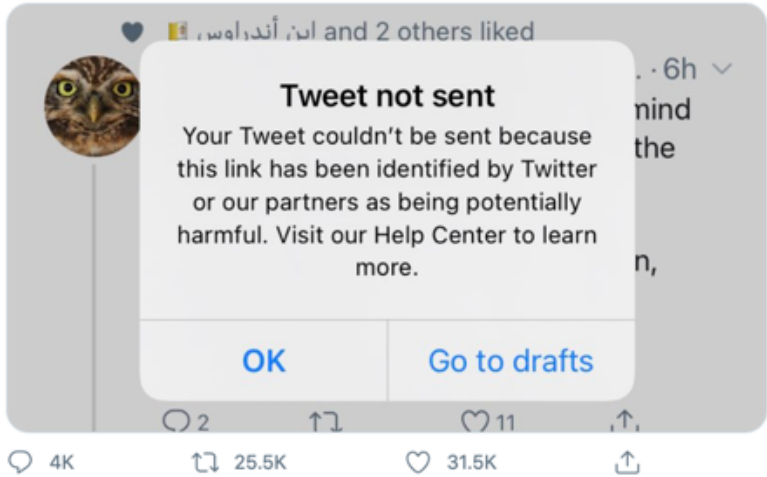 ابن أندراوس and 2 others liked
. · 6h
Tweet not sent
mind
Your Tweet couldn't be sent because
the
this link has been identified by Twitter
or our partners as being potentially
harmful. Visit our Help Center to learn
n,
more.
OK
Go to drafts
2
11
4K
25.5K
31.5K